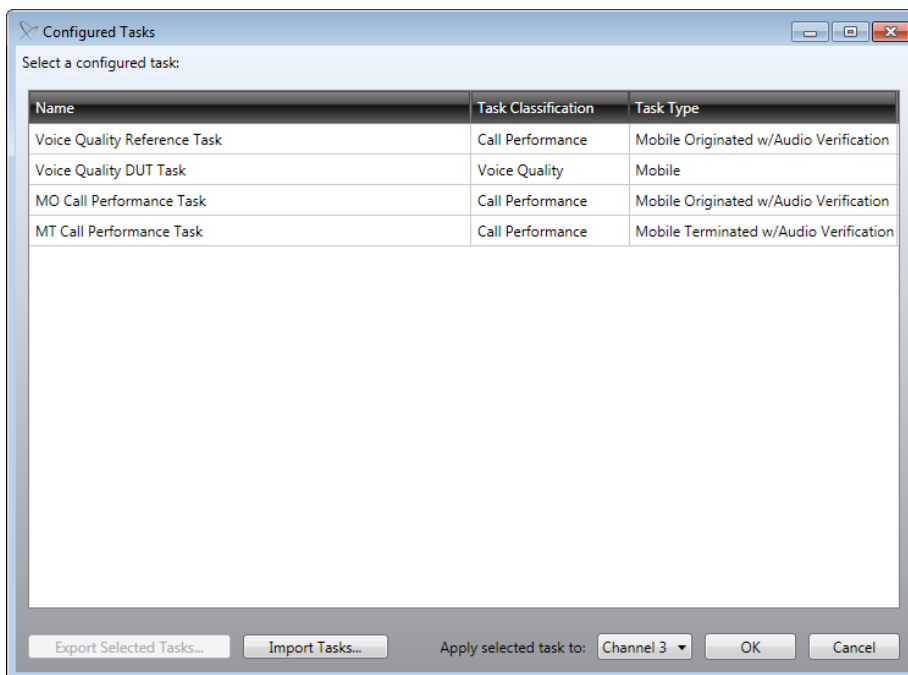 Configured Tasks
Select a configured task:
Name Task Classification Task Type
Voice Quality Reference Task Call Performance Mobile Originated w/Audio Verification
Voice Quality DUT Task Voice Quality Mobile
MO Call Performance Task Call Performance Mobile Originated w/Audio Verification
MT Call Performance Task Call Performance Mobile Terminated w/Audio Verification
Export Selected Tasks... Import Tasks... Apply selected task to: Channel 3 OK Cancel